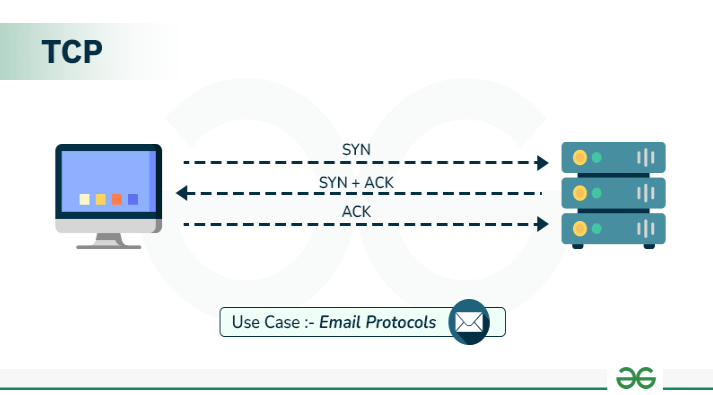 TCP
SYN
SYN + ACK
ACK
Use Case :- Email Protocols